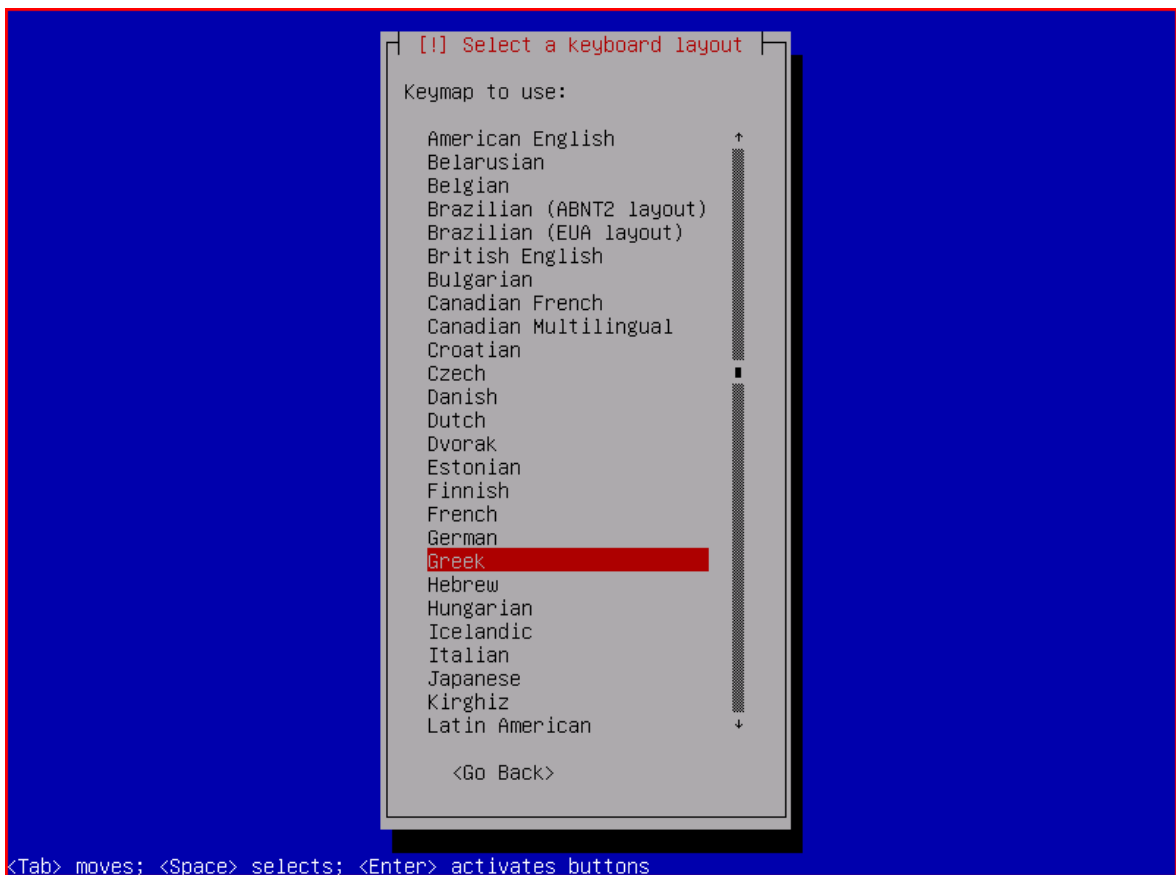 [!] Select a keyboard layout
Keymap to use:
American English
Belarusian
Belgian
Brazilian (ABNT2 layout)
Brazilian (EUA layout)
British English
Bulgarian
Canadian French
Canadian Multilingual
Croatian
Czech
Danish
Dutch
Dvorak
Estonian
Finnish
French
German
Greek
Hebrew
Hungarian
Icelandic
Italian
Japanese
Kirghiz
Latin American
<Go Back>
<Tab> moves; <Space> selects; <Enter> activates buttons